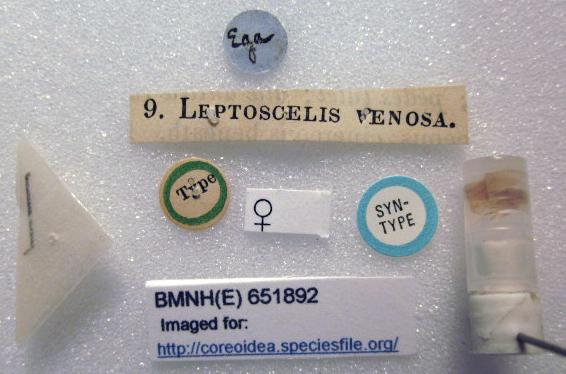 Ega
9. LEPTOSCELIS VENOSA.
Type
♀
SYN-
TYPE
BMNH(E) 651892
Imaged for:
http://coreoidea.speciesfile.org/